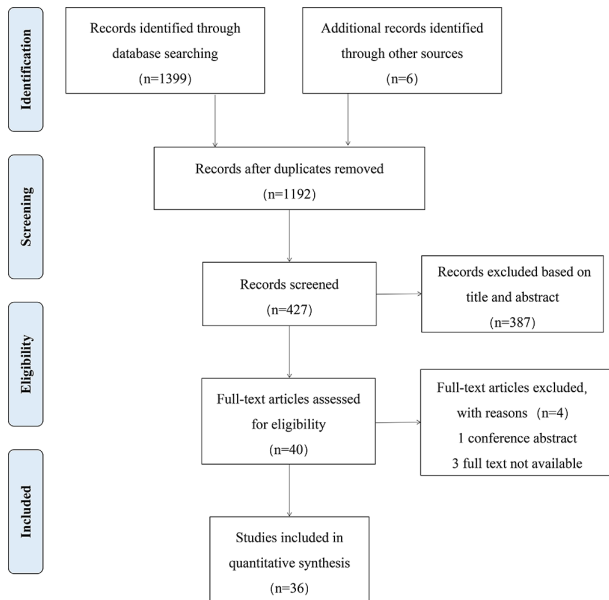 Identification
Records identified through
database searching
(n=1399)
Additional records identified
through other sources
(n=6)
Records after duplicates removed
(n=1192)
Screening
Records screened
(n=427)
Records excluded based on
title and abstract
(n=387)
Eligibility
Full-text articles assessed
for eligibility
(n=40)
Full-text articles excluded,
with reasons (n=4)
1 conference abstract
3 full text not available
Included
Studies included in
quantitative synthesis
(n=36)